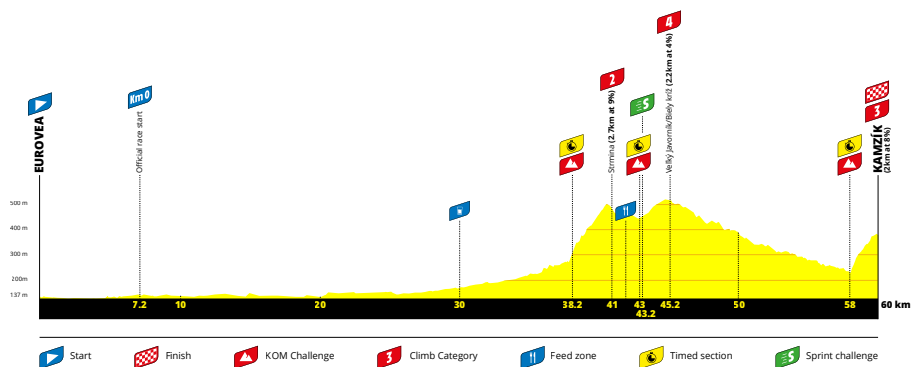 4
2
S
Km 0
3
EUROVEA
Official race start
Strmina (2.7km at 9%)
Veľký Javorník/Biely kríž (2.2km at 4%)
KAMZÍK
(2km at 8%)
500 m
400 m
300 m
200m
137 m
7.2 10 20 30 38.2 41 43 45.2 50 58 60 km
43.2
Start Finish KOM Challenge 3 Climb Category Feed zone Timed section S Sprint challenge